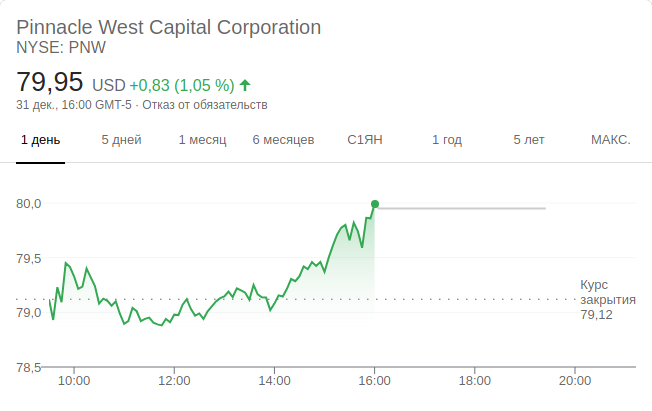 Pinnacle West Capital Corporation
NYSE: PNW
79,95 USD +0,83 (1,05 %)
31 дек., 16:00 GMT-5 · Отказ от обязательств
1 день 5 дней 1 месяц 6 месяцев С1ЯН 1 год 5 лет МАКС.
80,0
79,5
Курс
закрытия
79,12
79,0
78,5
10:00 12:00 14:00 16:00 18:00 20:00